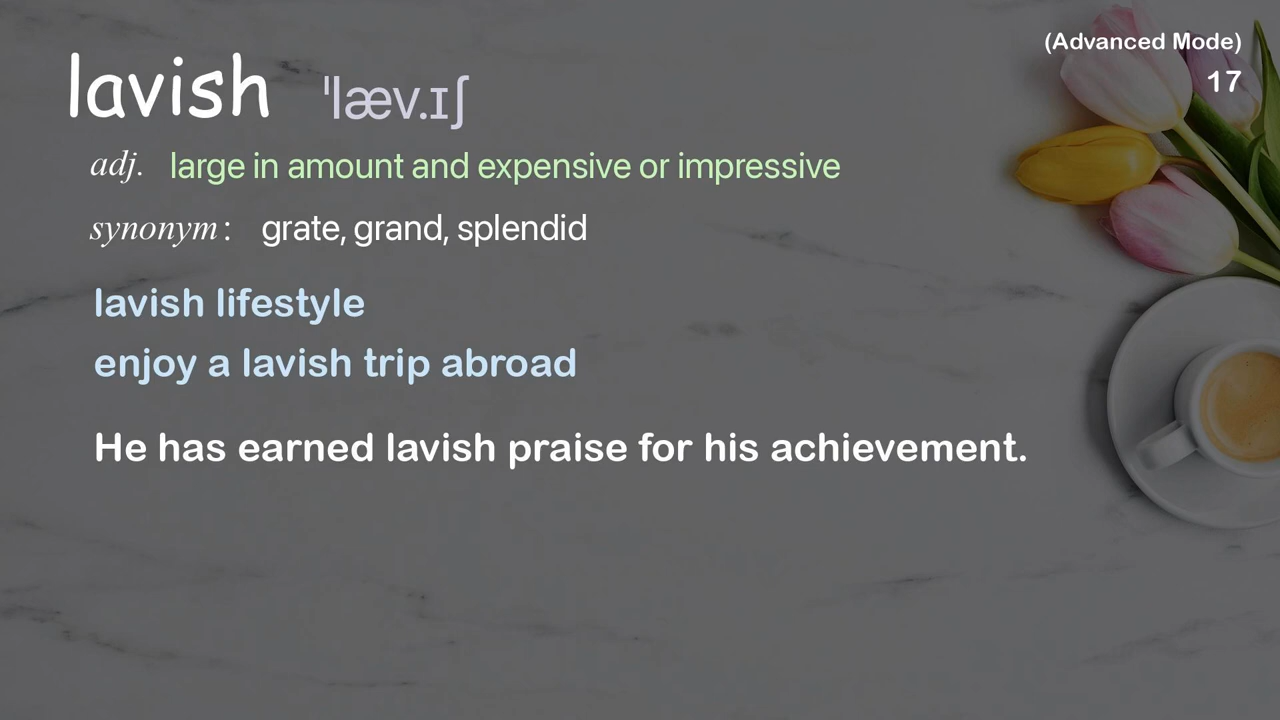 (Advanced Mode)
17
lavish ˈlæv.ɪʃ
adj. large in amount and expensive or impressive
synonym : grate, grand, splendid
lavish lifestyle
enjoy a lavish trip abroad
He has earned lavish praise for his achievement.